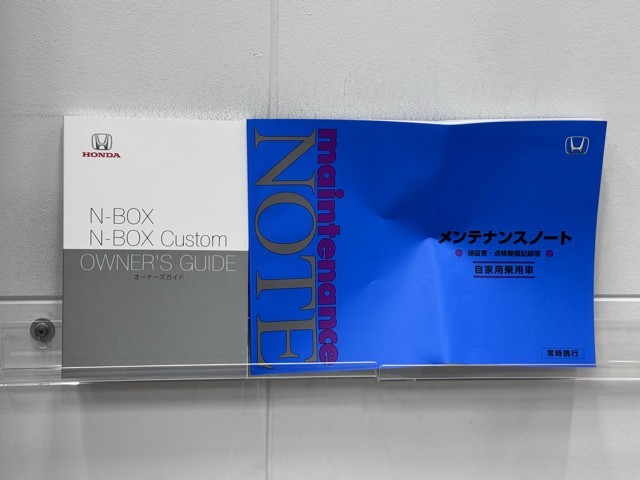 HONDA
N-BOX
N-BOX Custom
OWNER'S GUIDE
オーナーズガイド
maintenance
NOTE
メンテナンスノート
保証書・点検整備記録簿
自家用乗用車
常時携行